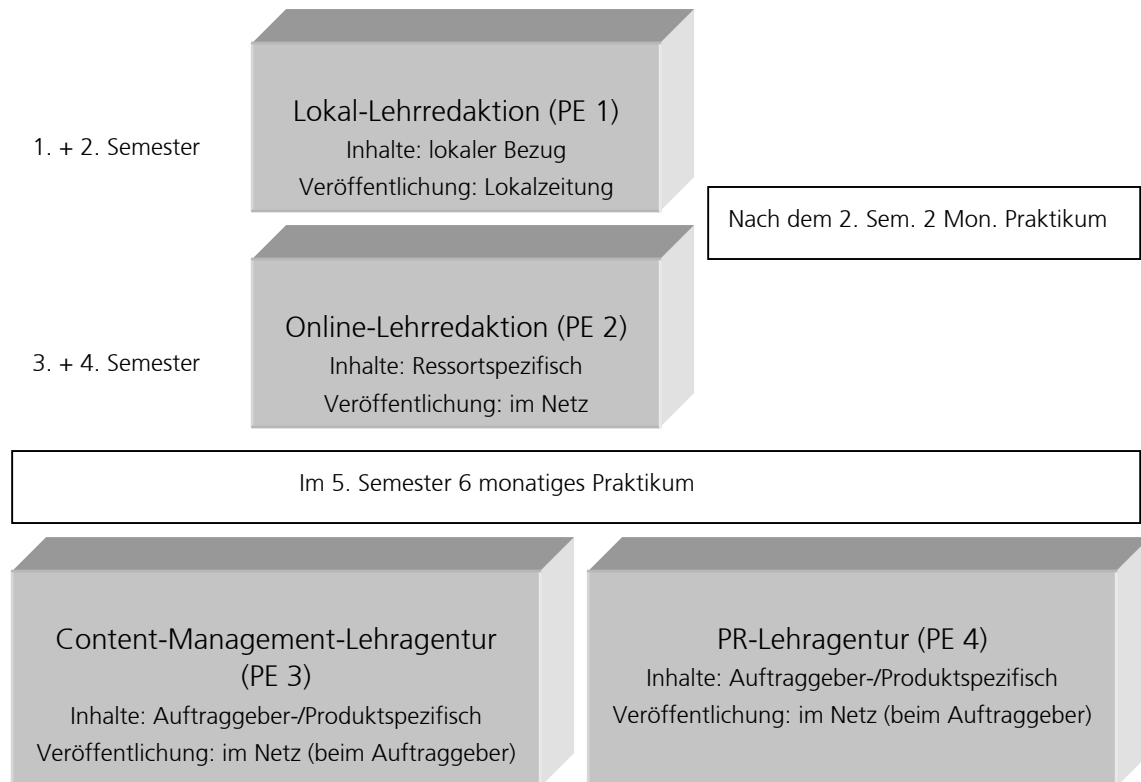 1. + 2. Semester
Lokal-Lehrredaktion (PE 1)
Inhalte: lokaler Bezug
Veröffentlichung: Lokalzeitung
Nach dem 2. Sem. 2 Mon. Praktikum
3. + 4. Semester
Online-Lehrredaktion (PE 2)
Inhalte: Ressortspezifisch
Veröffentlichung: im Netz
Im 5. Semester 6 monatiges Praktikum
Content-Management-Lehragentur
(PE 3)
Inhalte: Auftraggeber-/Produktspezifisch
Veröffentlichung: im Netz (beim Auftraggeber)
PR-Lehragentur (PE 4)
Inhalte: Auftraggeber-/Produktspezifisch
Veröffentlichung: im Netz (beim Auftraggeber)